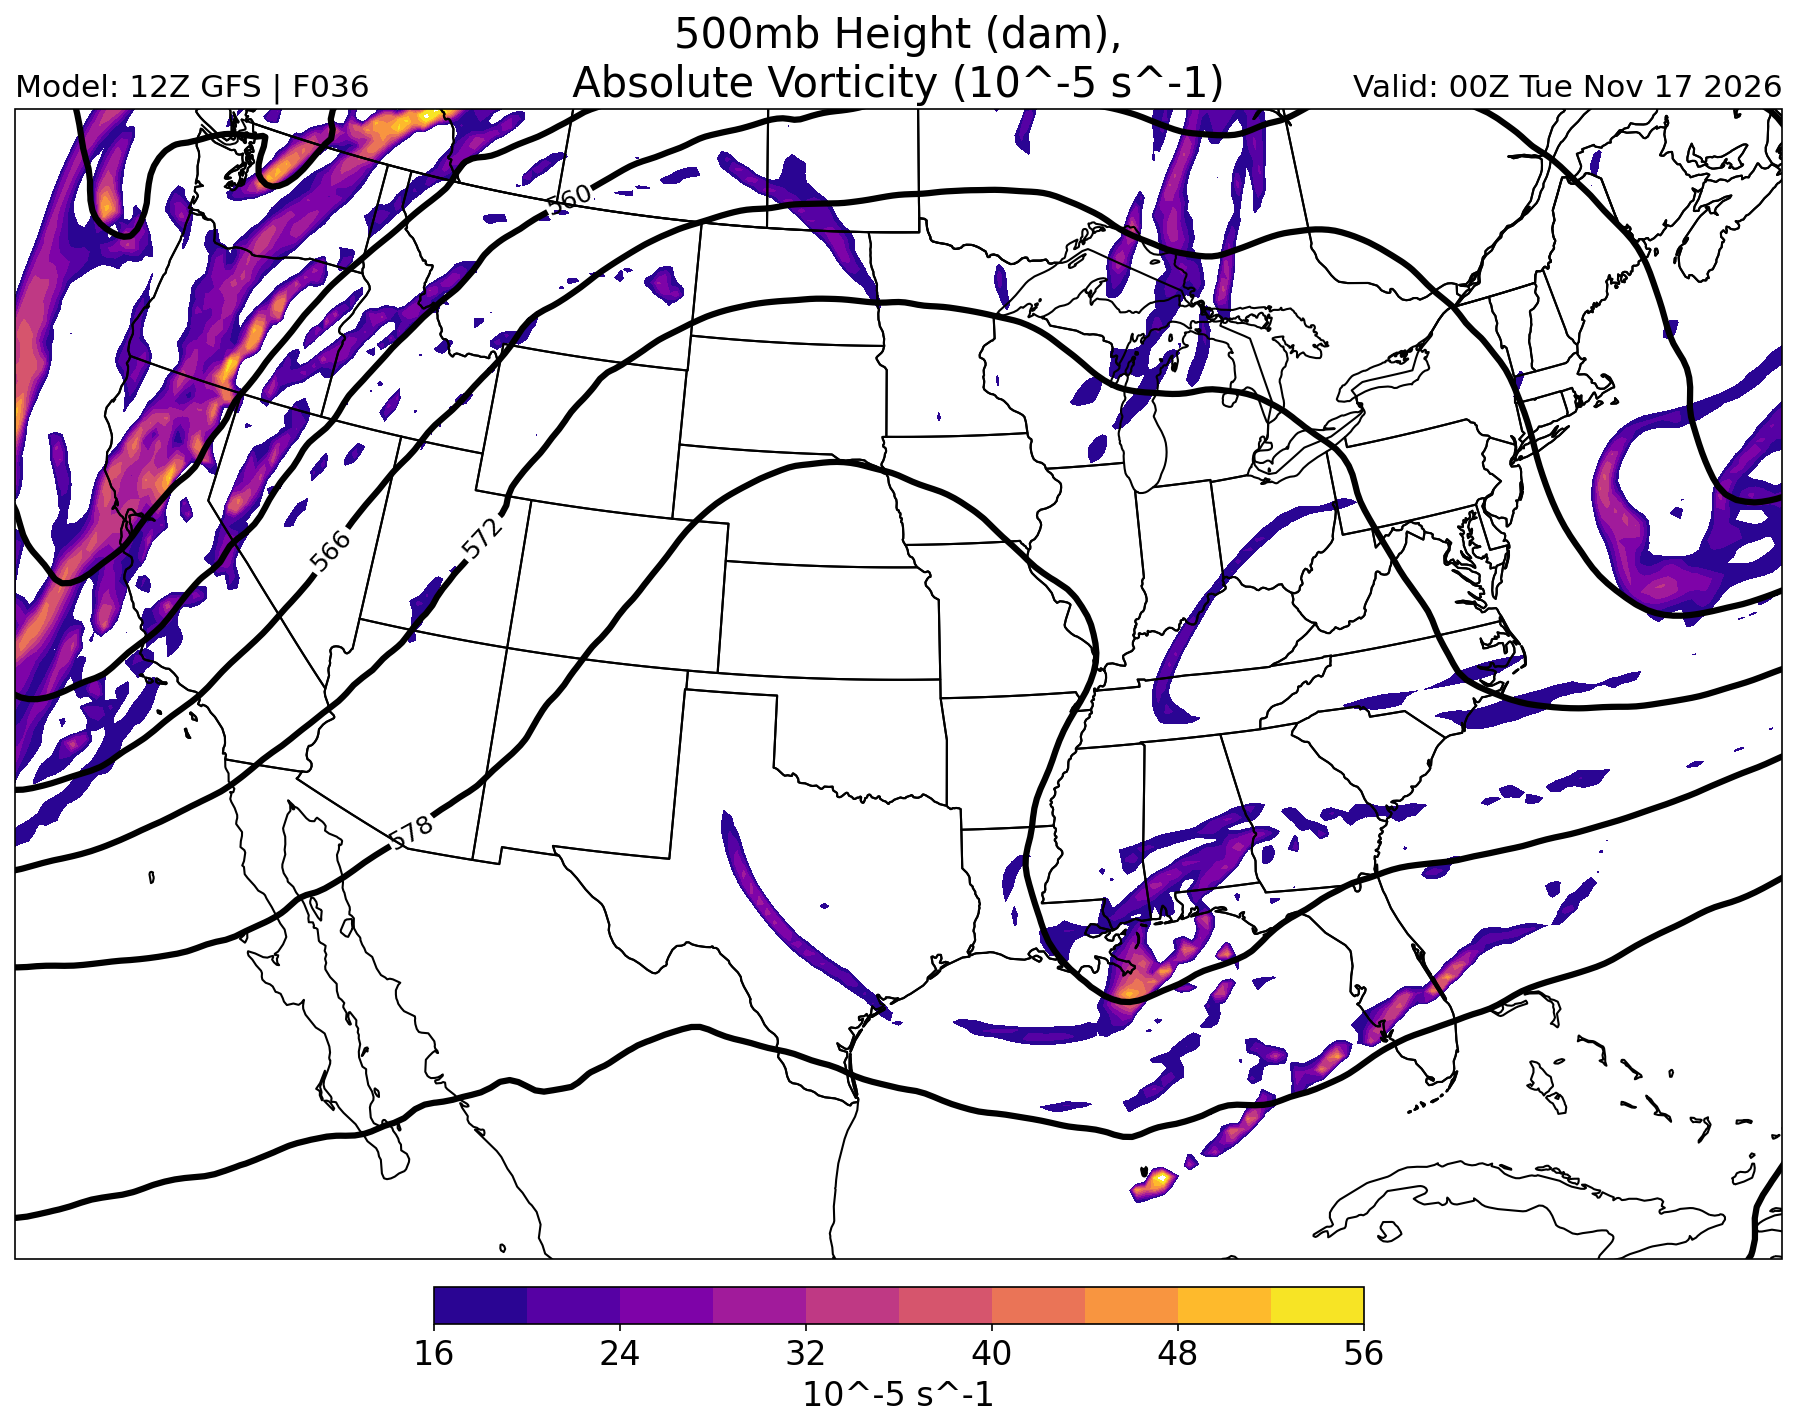 500mb Height (dam),
Model: 12Z GFS | F036
Absolute Vorticity (10^-5 s^-1)
Valid: 00Z Tue Nov 17 2026
560
566
572
578
16 24 32 40 48 56
10^-5 s^-1